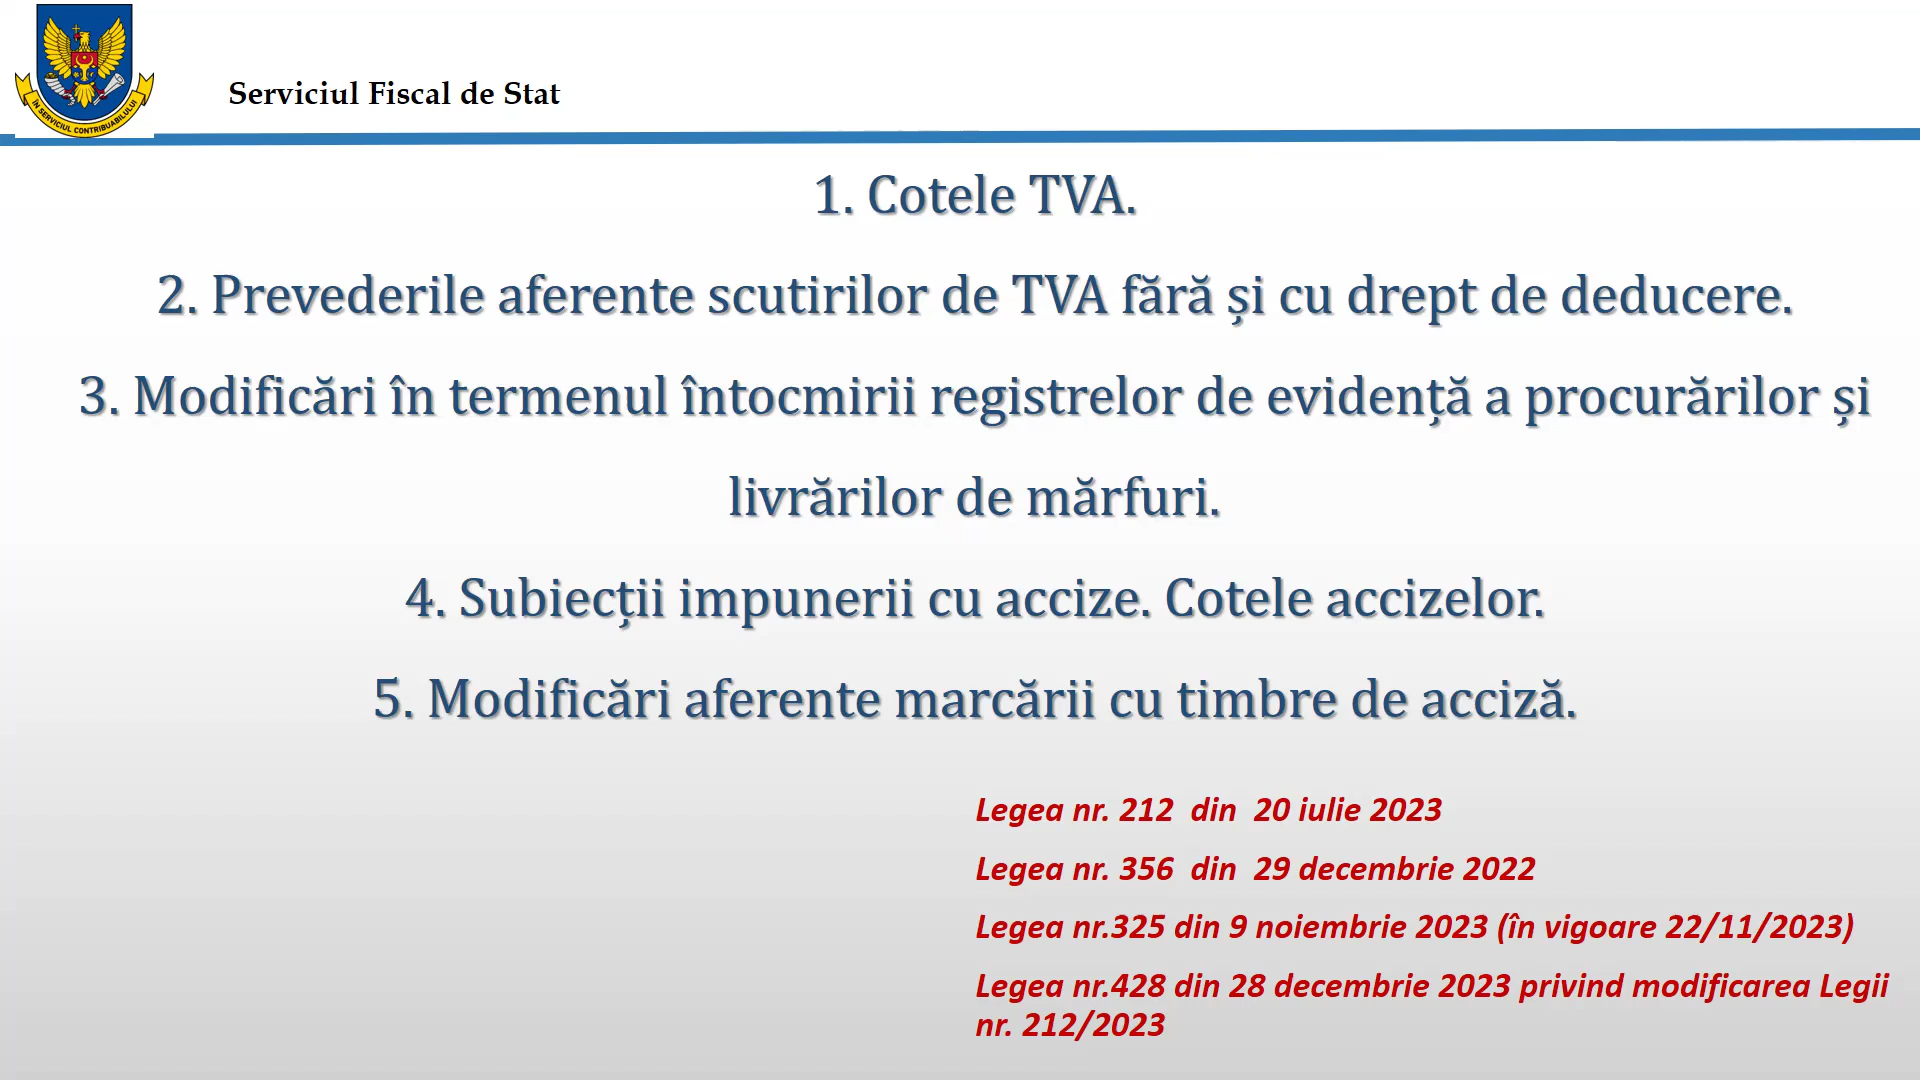 ÎN SERVICIUL CONTRIBUABILULUI
Serviciul Fiscal de Stat
1. Cotele TVA.
2. Prevederile aferente scutirilor de TVA fără și cu drept de deducere.
3. Modificări în termenul întocmirii registrelor de evidență a procurărilor și
livrărilor de mărfuri.
4. Subiecții impunerii cu accize. Cotele accizelor.
5. Modificări aferente marcării cu timbre de acciză.
Legea nr. 212 din 20 iulie 2023
Legea nr. 356 din 29 decembrie 2022
Legea nr.325 din 9 noiembrie 2023 (în vigoare 22/11/2023)
Legea nr.428 din 28 decembrie 2023 privind modificarea Legii
nr. 212/2023